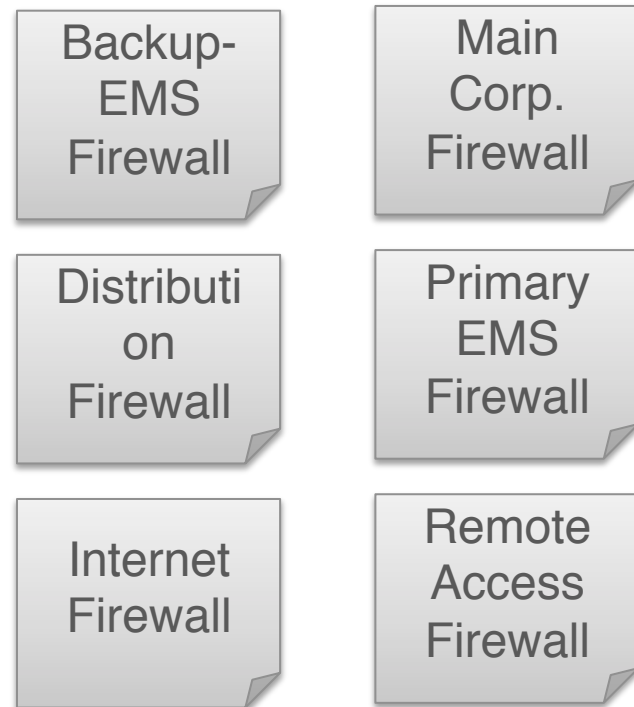 Backup-
EMS
Firewall
Main
Corp.
Firewall
Distributi
on
Firewall
Primary
EMS
Firewall
Internet
Firewall
Remote
Access
Firewall